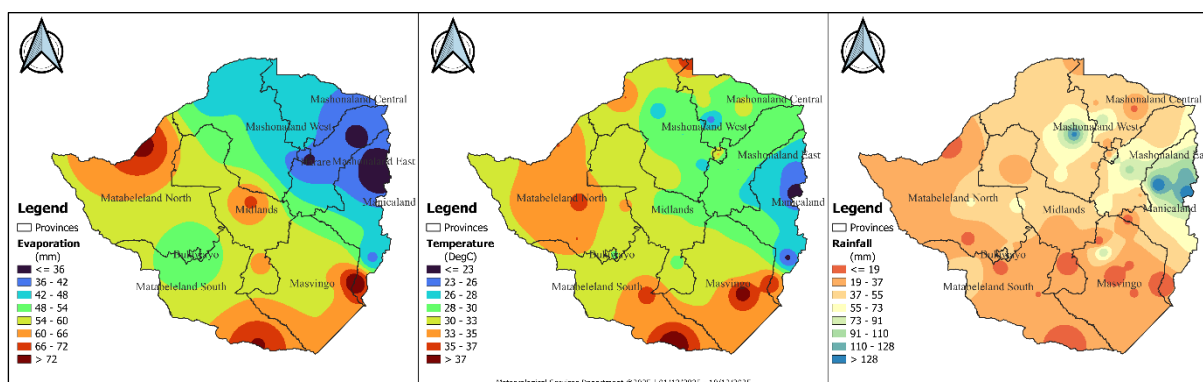 Mashonaland Central
Mashonaland West
Mashonaland East
Matabeleland North
Midlands
Manicaland
Bulawayo
Matabeleland South
Masvingo
Legend
Provinces
Evaporation
(mm)
<= 36
36 - 42
42 - 48
48 - 54
54 - 60
60 - 66
66 - 72
> 72
Mashonaland Central
Mashonaland West
Mashonaland East
Matabeleland North
Midlands
Manicaland
Bulawayo
Matabeleland South
Masvingo
Legend
Provinces
Temperature
(DegC)
<= 23
23 - 26
26 - 28
28 - 30
30 - 33
33 - 35
35 - 37
> 37
Mashonaland Central
Mashonaland West
Mashonaland East
Matabeleland North
Midlands
Manicaland
Bulawayo
Matabeleland South
Masvingo
Legend
Provinces
Rainfall
(mm)
<= 19
19 - 37
37 - 55
55 - 73
73 - 91
91 - 110
110 - 128
> 128